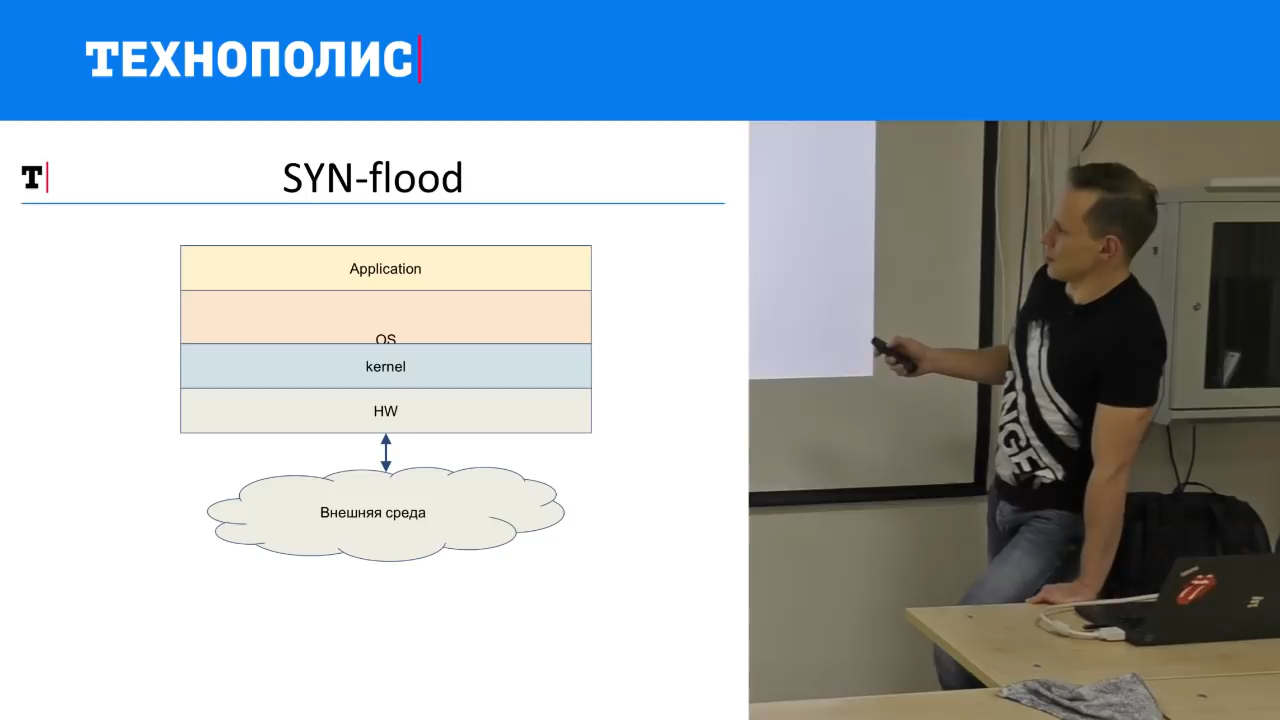 ТЕХНОПОЛИС
T
SYN-flood
Application
OS
kernel
HW
Внешняя среда